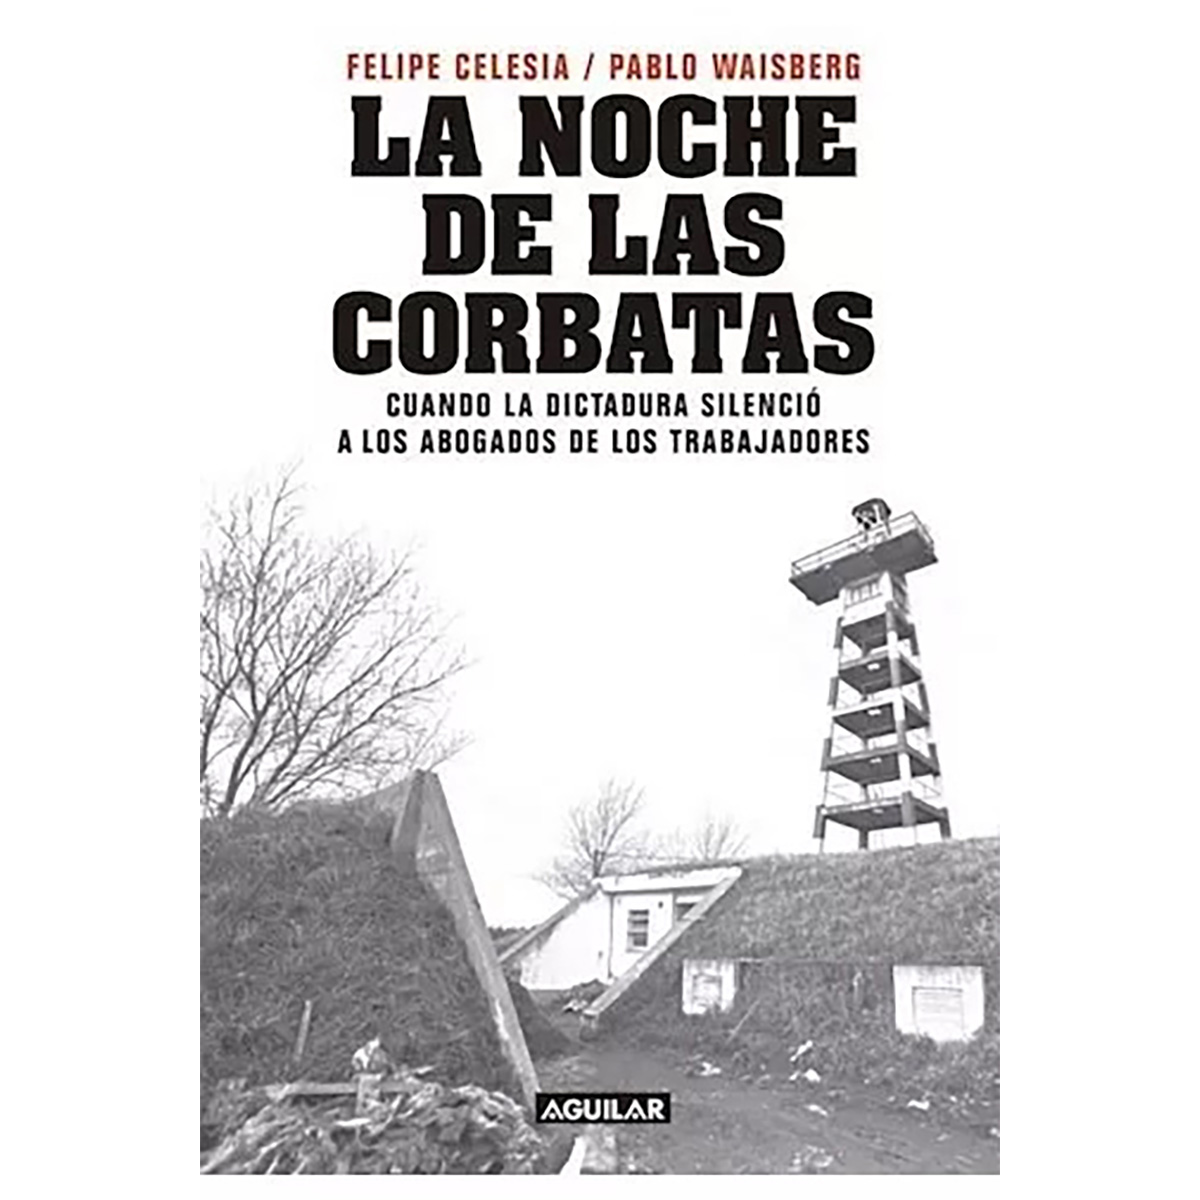 FELIPE CELESIA / PABLO WAISBERG
LA NOCHE
DE LAS
CORBATAS
CUANDO LA DICTADURA SILENCIÓ
A LOS ABOGADOS DE LOS TRABAJADORES
AGUILAR